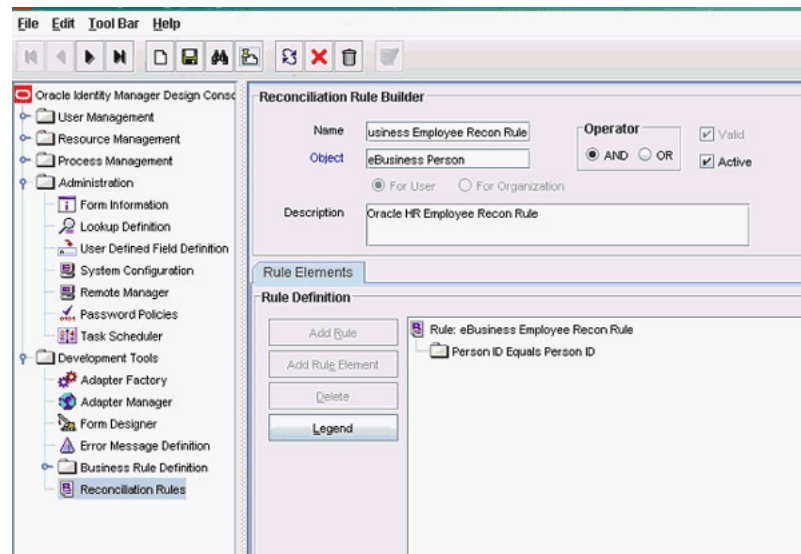 File Edit Tool Bar Help
Oracle Identity Manager Design Consc
User Management
Resource Management
Process Management
Administration
Form Information
Lookup Definition
User Defined Field Definition
System Configuration
Remote Manager
Password Policies
Task Scheduler
Development Tools
Adapter Factory
Adapter Manager
Form Designer
Error Message Definition
Business Rule Definition
Reconciliation Rules
Reconciliation Rule Builder
Name usiness Employee Recon Rule
Operator
AND OR
Valid
Object eBusiness Person
Active
For User For Organization
Description Oracle HR Employee Recon Rule
Rule Elements
Rule Definition
Add Rule
Add Rule Element
Delete
Legend
Rule: eBusiness Employee Recon Rule
Person ID Equals Person ID